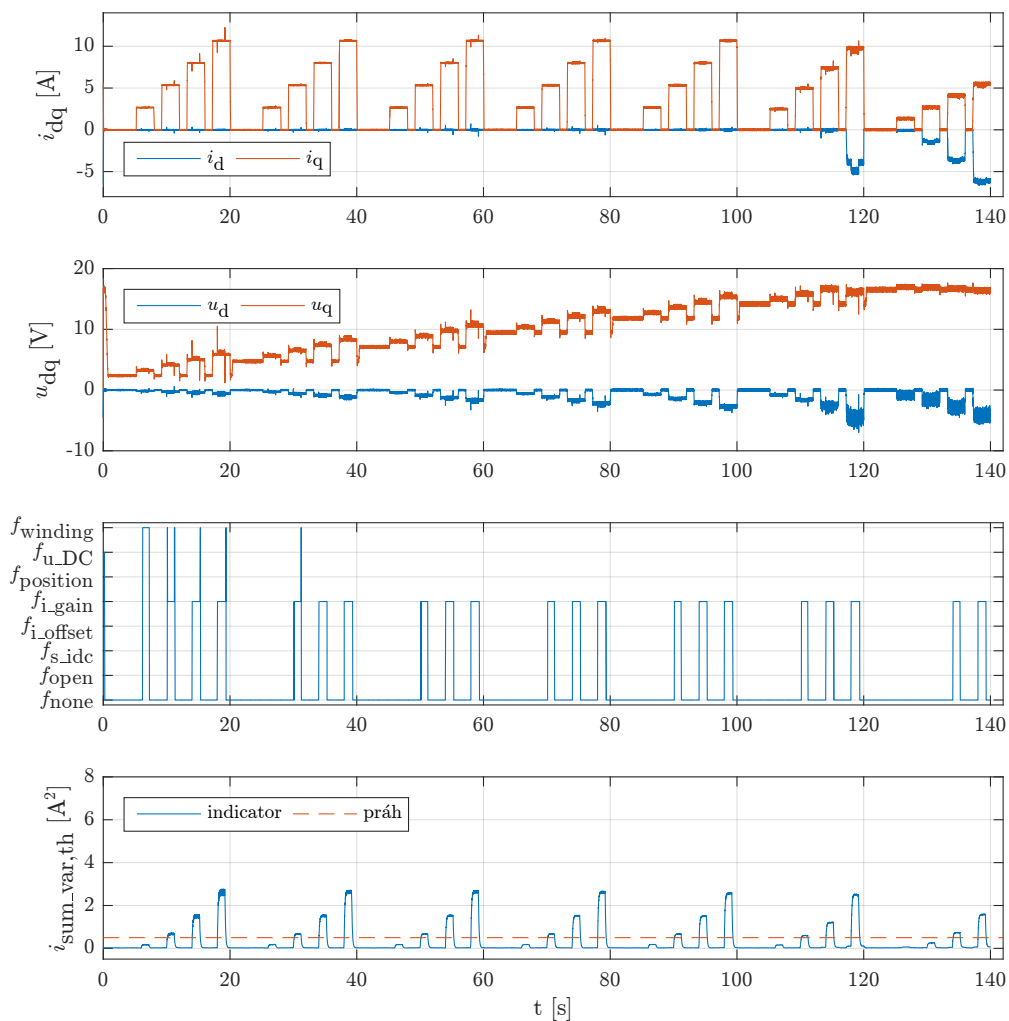 10
5
0
-5
i_dq [A]
i_d i_q
0 20 40 60 80 100 120 140
20
10
0
-10
u_dq [V]
u_d u_q
0 20 40 60 80 100 120 140
f_winding
f_u_DC
f_position
f_i_gain
f_i_offset
f_s_idc
f_open
f_none
0 20 40 60 80 100 120 140
8
6
4
2
0
i_sum_var,th [A²]
indicator práh
0 20 40 60 80 100 120 140
t [s]